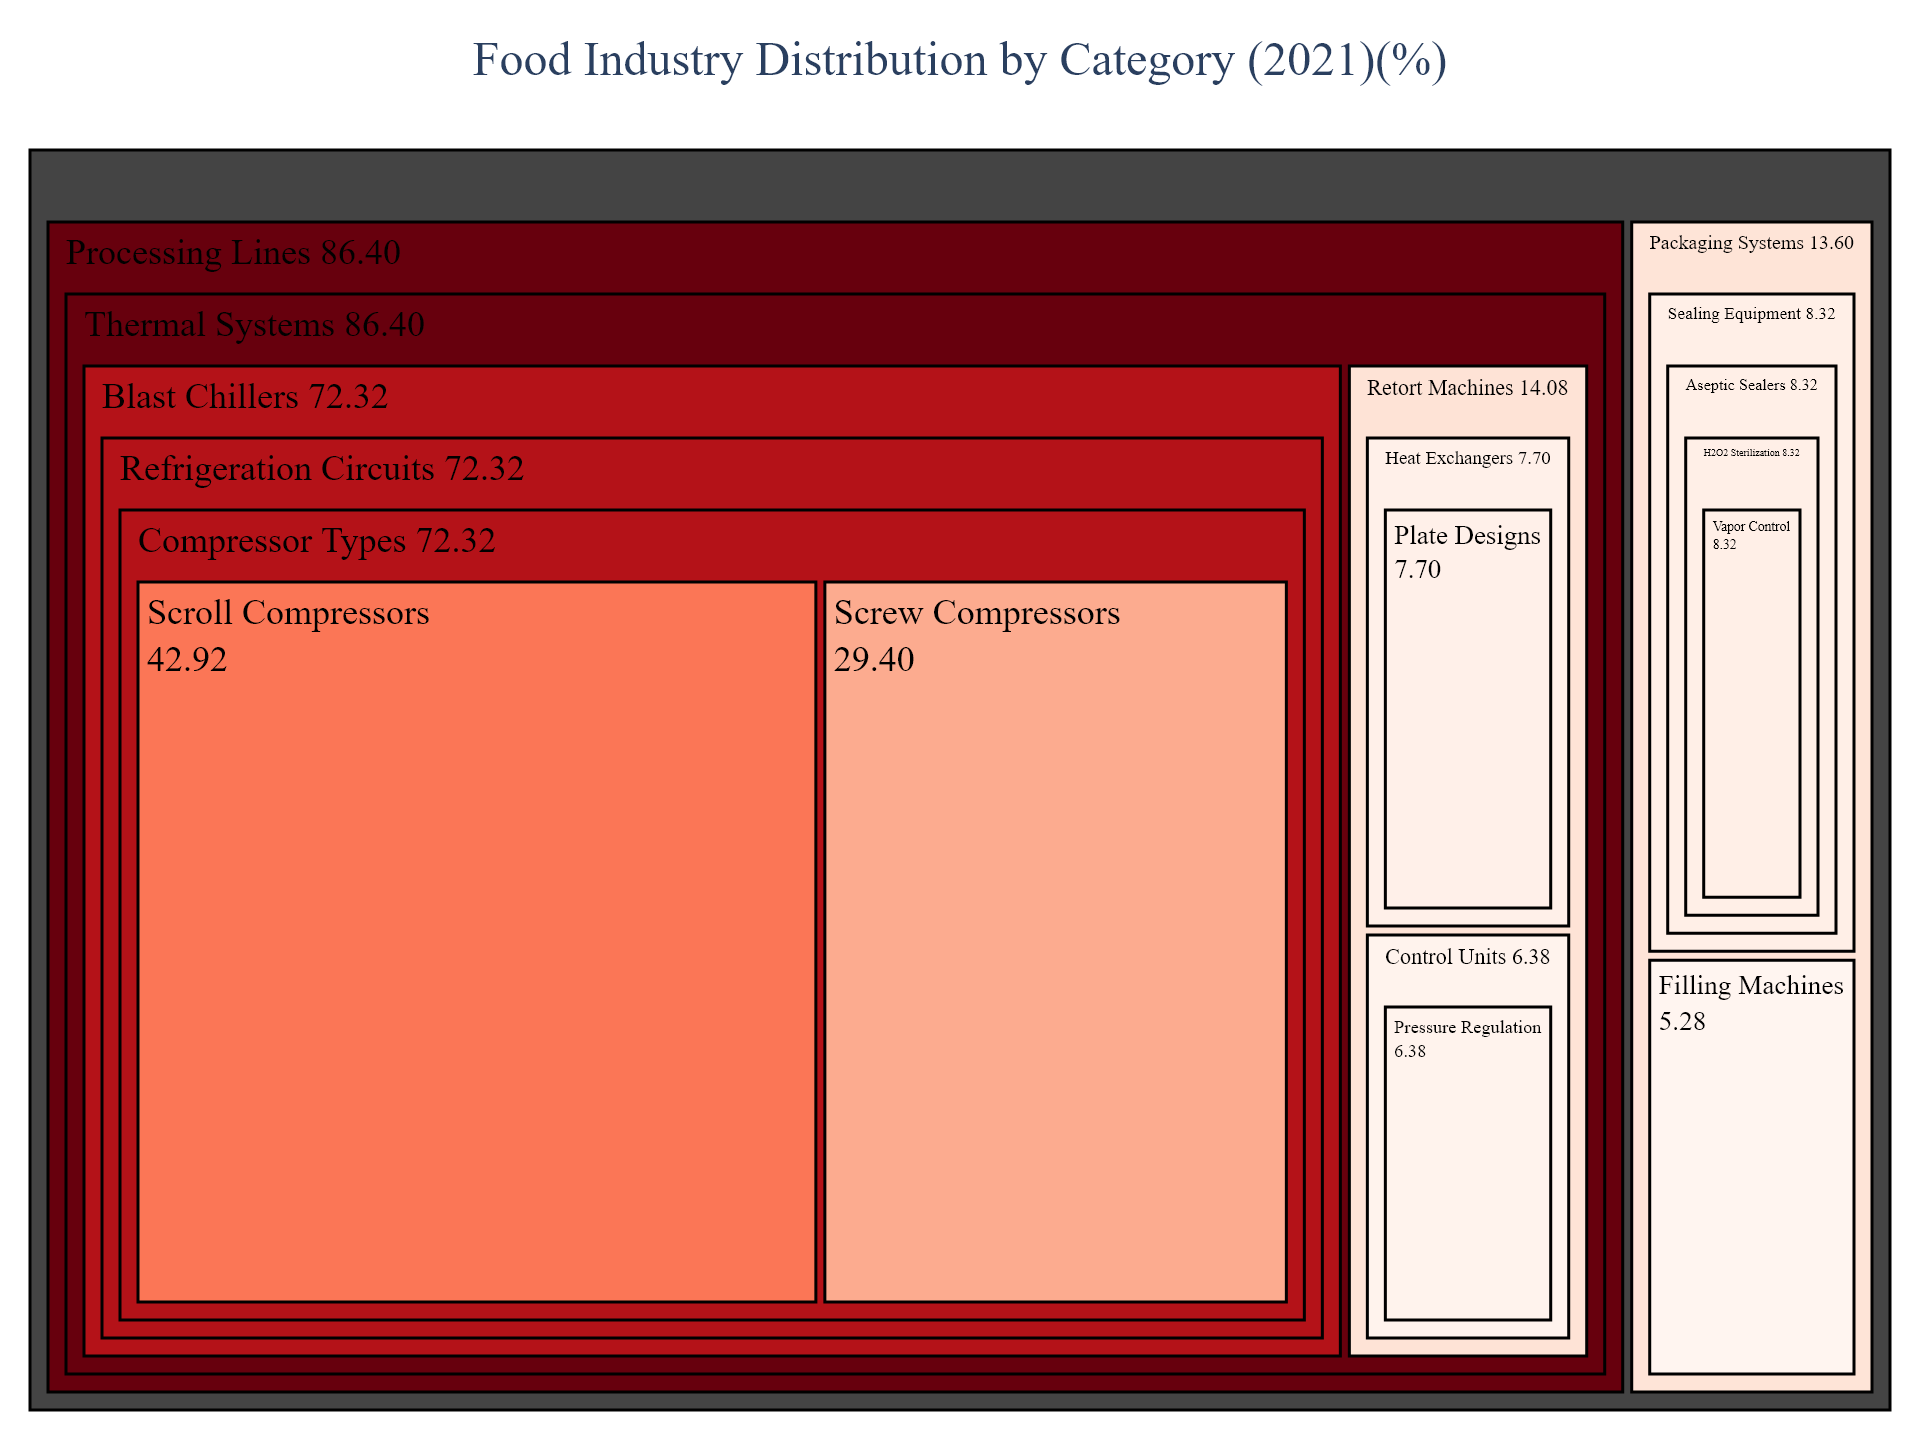 Food Industry Distribution by Category (2021)(%)
Processing Lines 86.40
Thermal Systems 86.40
Blast Chillers 72.32
Refrigeration Circuits 72.32
Compressor Types 72.32
Scroll Compressors
42.92
Screw Compressors
29.40
Retort Machines 14.08
Heat Exchangers 7.70
Plate Designs
7.70
Control Units 6.38
Pressure Regulation
6.38
Packaging Systems 13.60
Sealing Equipment 8.32
Aseptic Sealers 8.32
H2O2 Sterilization 8.32
Vapor Control
8.32
Filling Machines
5.28